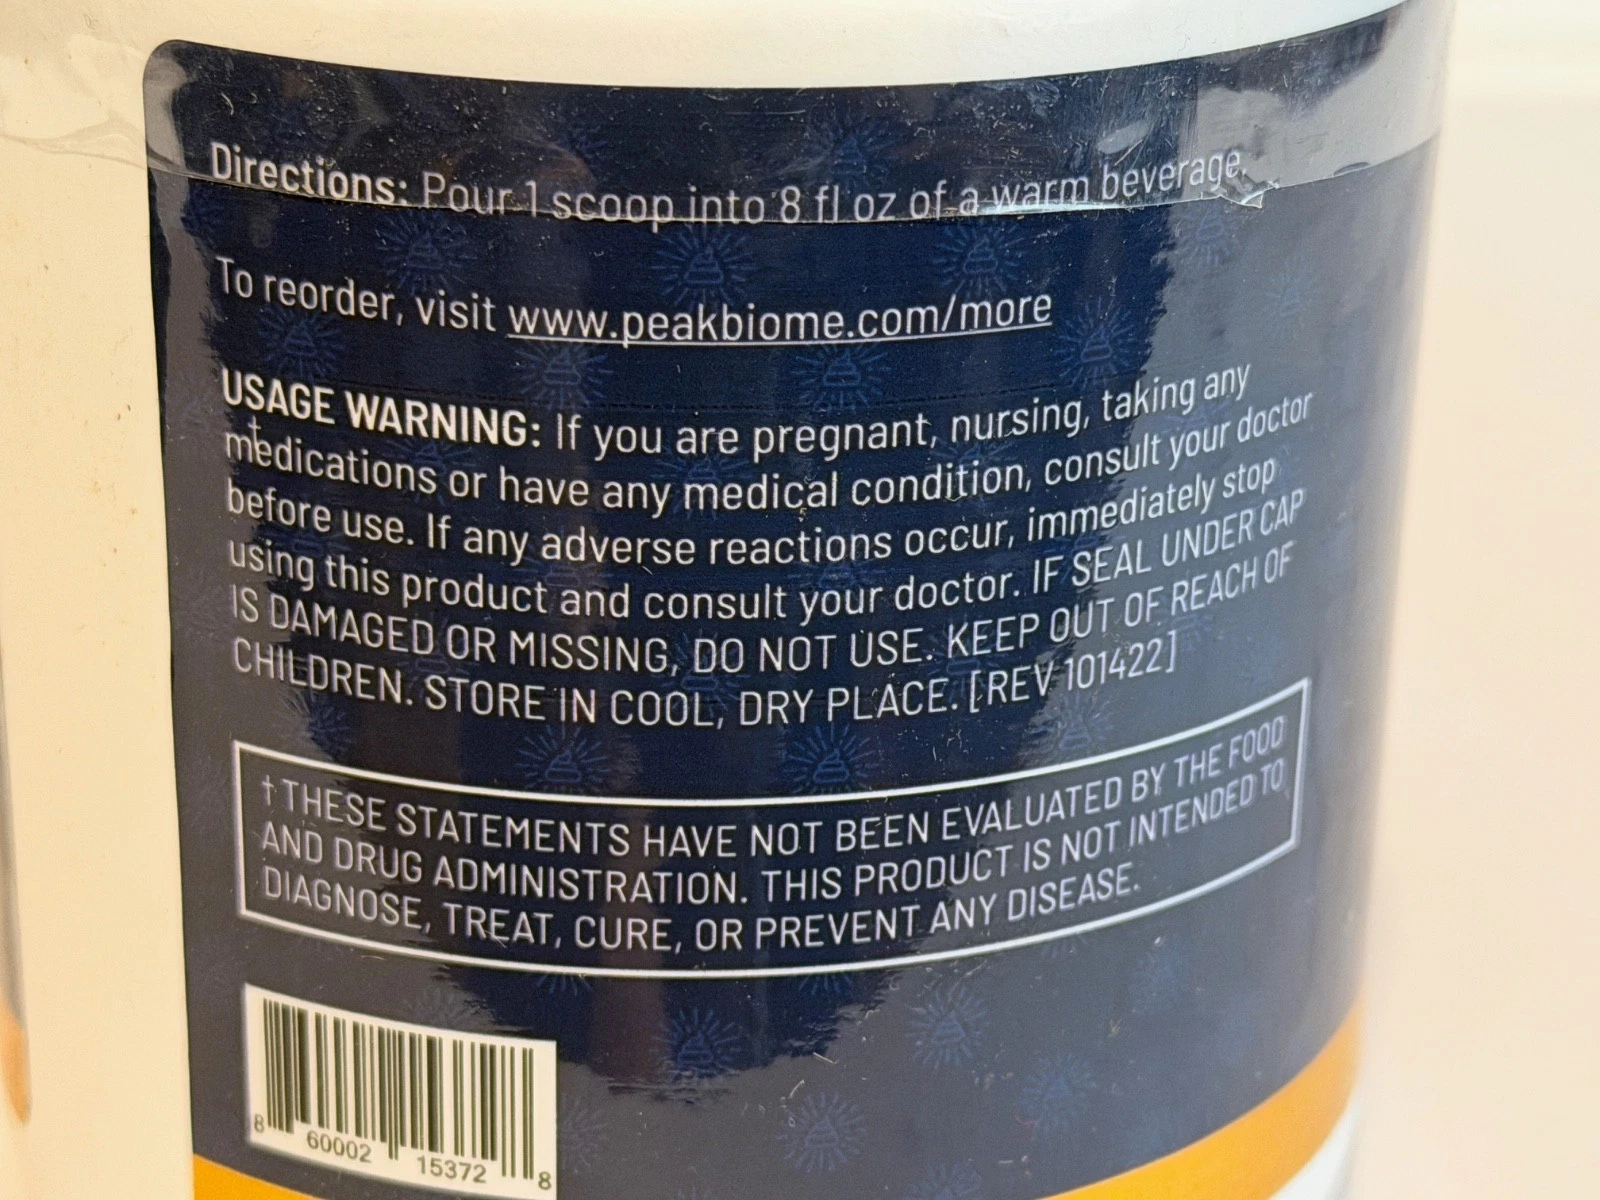 Directions: Pour 1 scoop into 8 fl oz of a warm beverage.
To reorder, visit www.peakbiome.com/more
USAGE WARNING: If you are pregnant, nursing, taking any
medications or have any medical condition, consult your doctor
before use. If any adverse reactions occur, immediately stop
using this product and consult your doctor. IF SEAL UNDER CAP
IS DAMAGED OR MISSING, DO NOT USE. KEEP OUT OF REACH OF
CHILDREN. STORE IN COOL, DRY PLACE. [REV 101422]
† THESE STATEMENTS HAVE NOT BEEN EVALUATED BY THE FOOD
AND DRUG ADMINISTRATION. THIS PRODUCT IS NOT INTENDED TO
DIAGNOSE, TREAT, CURE, OR PREVENT ANY DISEASE.
8 60002 15372 8